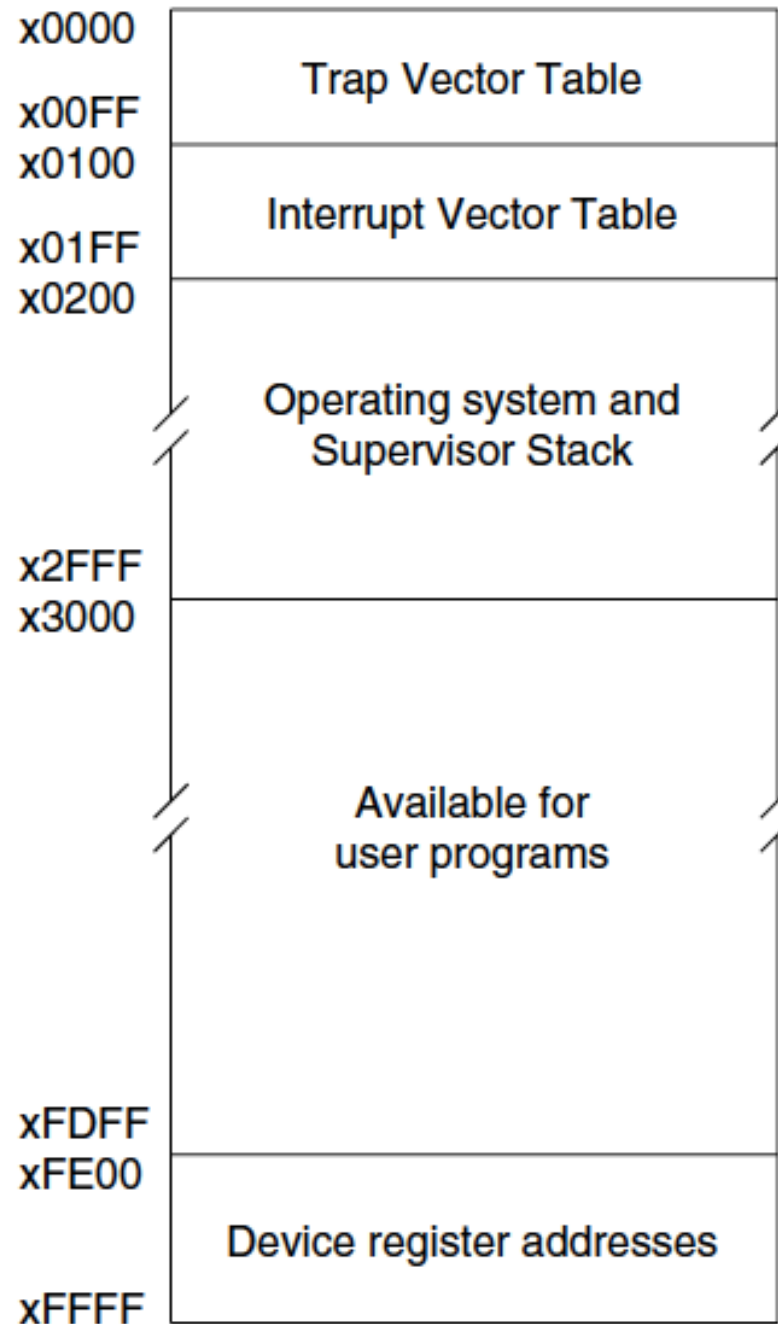 x0000
Trap Vector Table
x00FF
x0100
Interrupt Vector Table
x01FF
x0200
Operating system and
Supervisor Stack
x2FFF
x3000
Available for
user programs
xFDFF
xFE00
Device register addresses
xFFFF